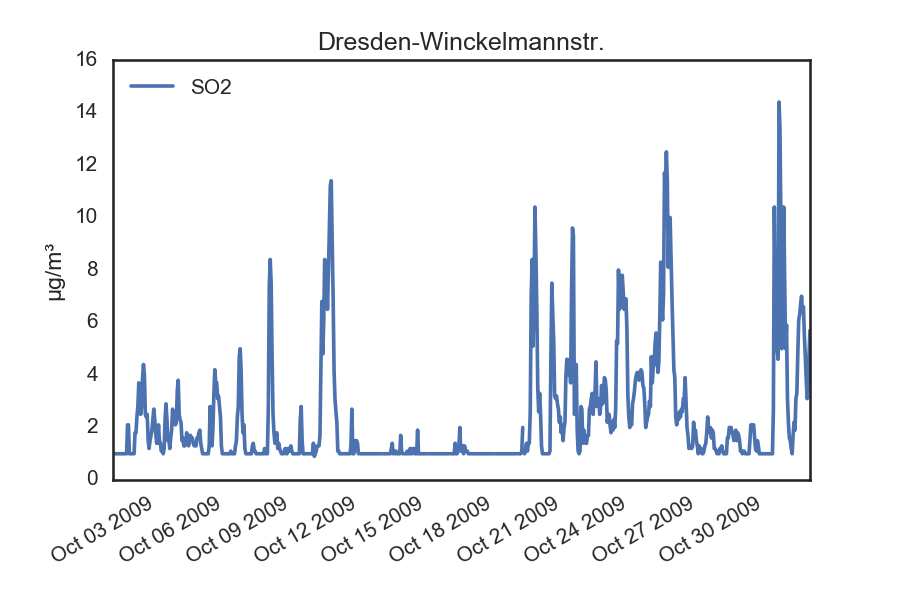 Dresden-Winckelmannstr.
SO2
µg/m³
16
14
12
10
8
6
4
2
0
Oct 03 2009
Oct 06 2009
Oct 09 2009
Oct 12 2009
Oct 15 2009
Oct 18 2009
Oct 21 2009
Oct 24 2009
Oct 27 2009
Oct 30 2009